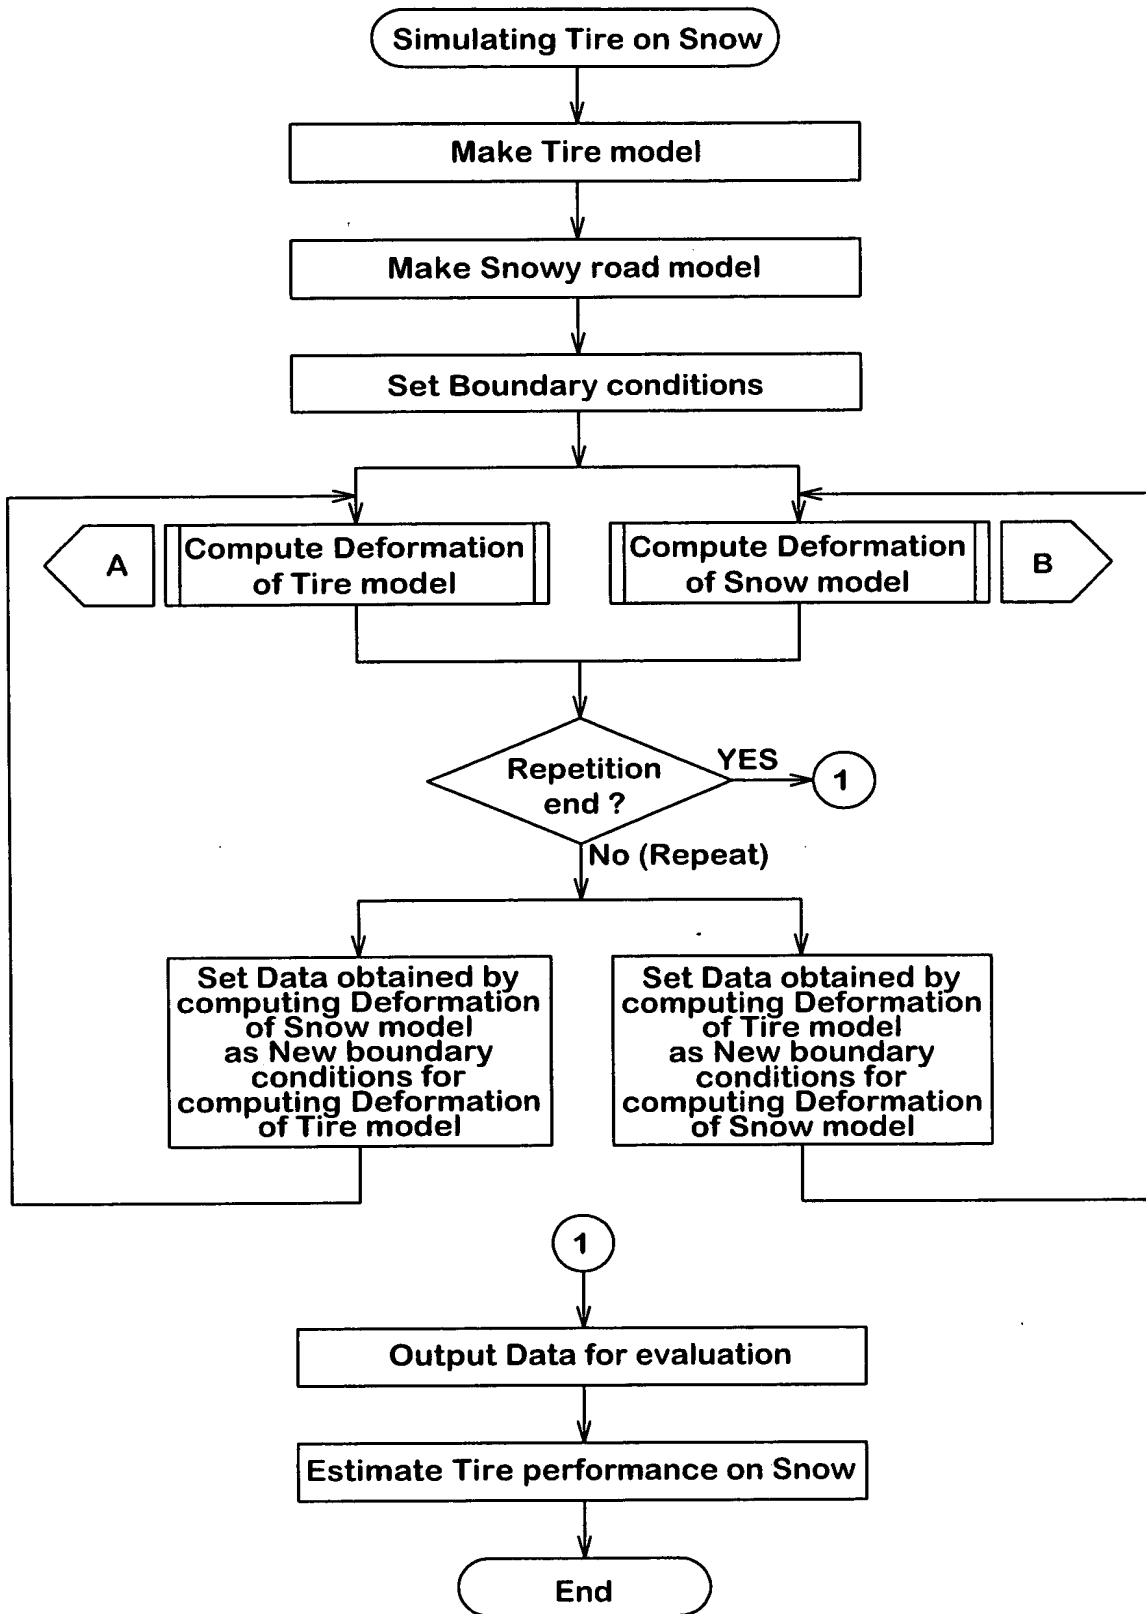 Simulating Tire on Snow
Make Tire model
Make Snowy road model
Set Boundary conditions
A
Compute Deformation
of Tire model
Compute Deformation
of Snow model
B
Repetition
end ?
YES
1
No (Repeat)
Set Data obtained by
computing Deformation
of Snow model
as New boundary
conditions for
computing Deformation
of Tire model
Set Data obtained by
computing Deformation
of Tire model
as New boundary
conditions for
computing Deformation
of Snow model
1
Output Data for evaluation
Estimate Tire performance on Snow
End